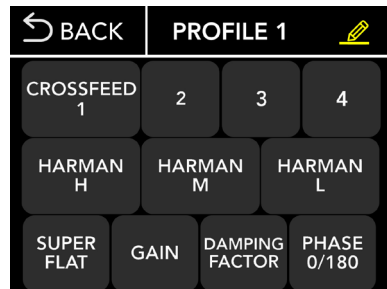 BACK
PROFILE 1
CROSSFEED
1
2
3
4
HARMAN
H
HARMAN
M
HARMAN
L
SUPER
FLAT
GAIN
DAMPING
FACTOR
PHASE
0/180